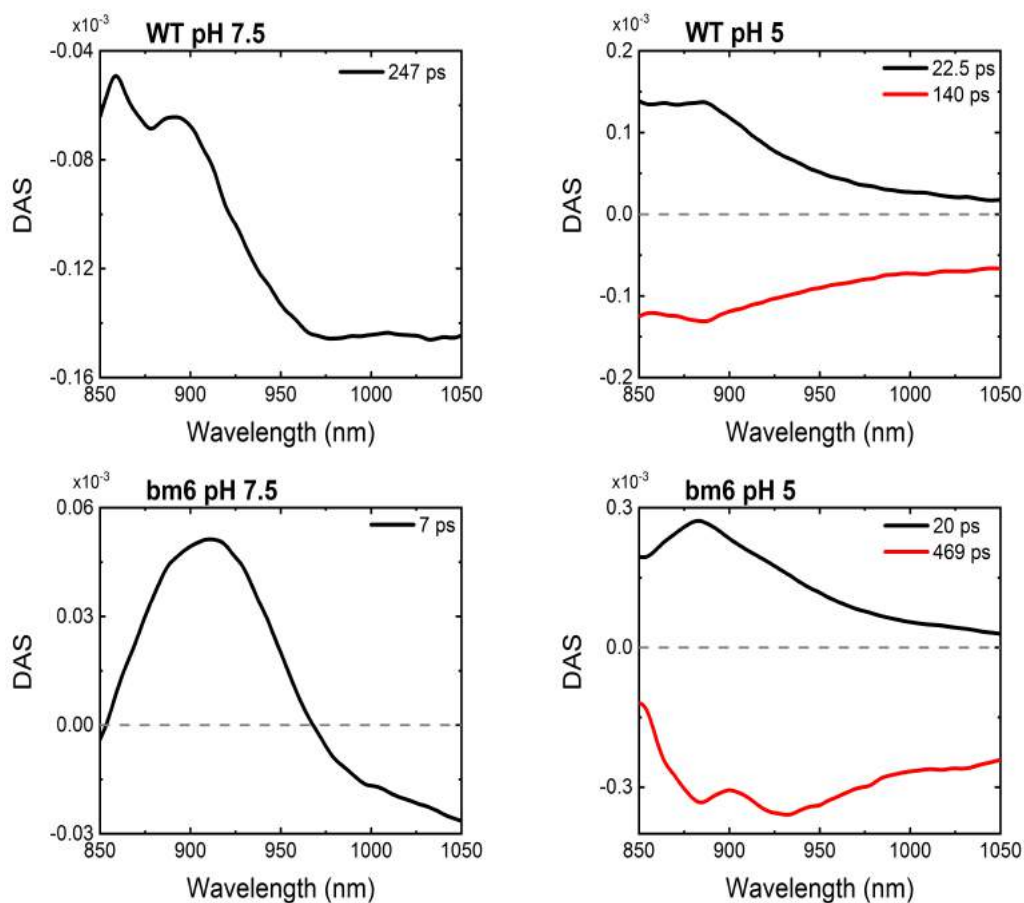 WT pH 7.5
x10-3
-0.04
-0.08
-0.12
-0.16
DAS
247 ps
850 900 950 1000 1050
Wavelength (nm)
WT pH 5
x10-3
0.2
0.1
0.0
-0.1
-0.2
DAS
22.5 ps
140 ps
850 900 950 1000 1050
Wavelength (nm)
bm6 pH 7.5
x10-3
0.06
0.03
0.00
-0.03
DAS
7 ps
850 900 950 1000 1050
Wavelength (nm)
bm6 pH 5
x10-3
0.3
0.0
-0.3
DAS
20 ps
469 ps
850 900 950 1000 1050
Wavelength (nm)